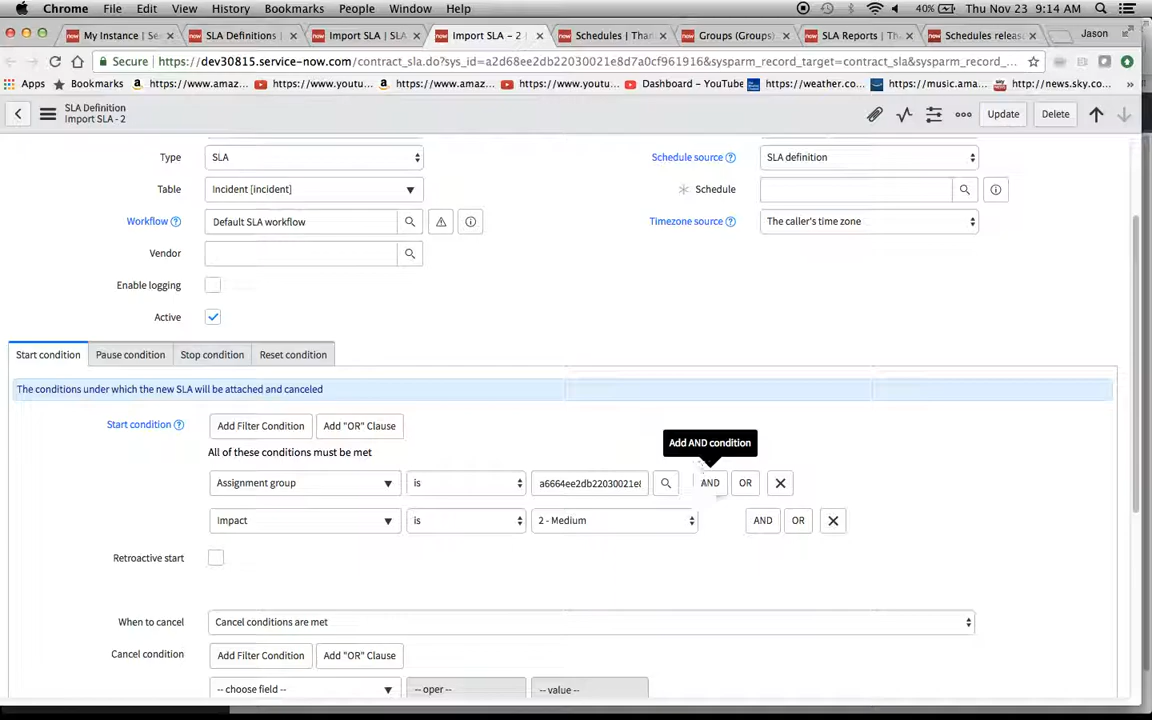 Chrome File Edit View History Bookmarks People Window Help 40% Thu Nov 23 9:14 AM
My Instance | Se
SLA Definitions |
Import SLA | SLA
Import SLA – 2 |
Schedules | Than
Groups (Groups)
SLA Reports | Th
Schedules releas
Jason
Secure https://dev30815.service-now.com/contract_sla.do?sys_id=a2d68ee2db22030021e8d7a0cf961916&sysparm_record_target=contract_sla&sysparm_record_...
Apps Bookmarks https://www.amaz... https://www.youtu... https://www.amaz... https://www.youtu... Dashboard – YouTube https://weather.co... https://music.ama... http://news.sky.co...
SLA Definition
Import SLA - 2
Update Delete
Type SLA Schedule source SLA definition
Table Incident [incident] Schedule
Workflow Default SLA workflow Timezone source The caller's time zone
Vendor
Enable logging
Active
Start condition Pause condition Stop condition Reset condition
The conditions under which the new SLA will be attached and canceled
Start condition Add Filter Condition Add "OR" Clause
Add AND condition
All of these conditions must be met
Assignment group is a6664ee2db22030021e8 AND OR
Impact is 2 - Medium AND OR
Retroactive start
When to cancel Cancel conditions are met
Cancel condition Add Filter Condition Add "OR" Clause
-- choose field -- -- oper -- -- value --